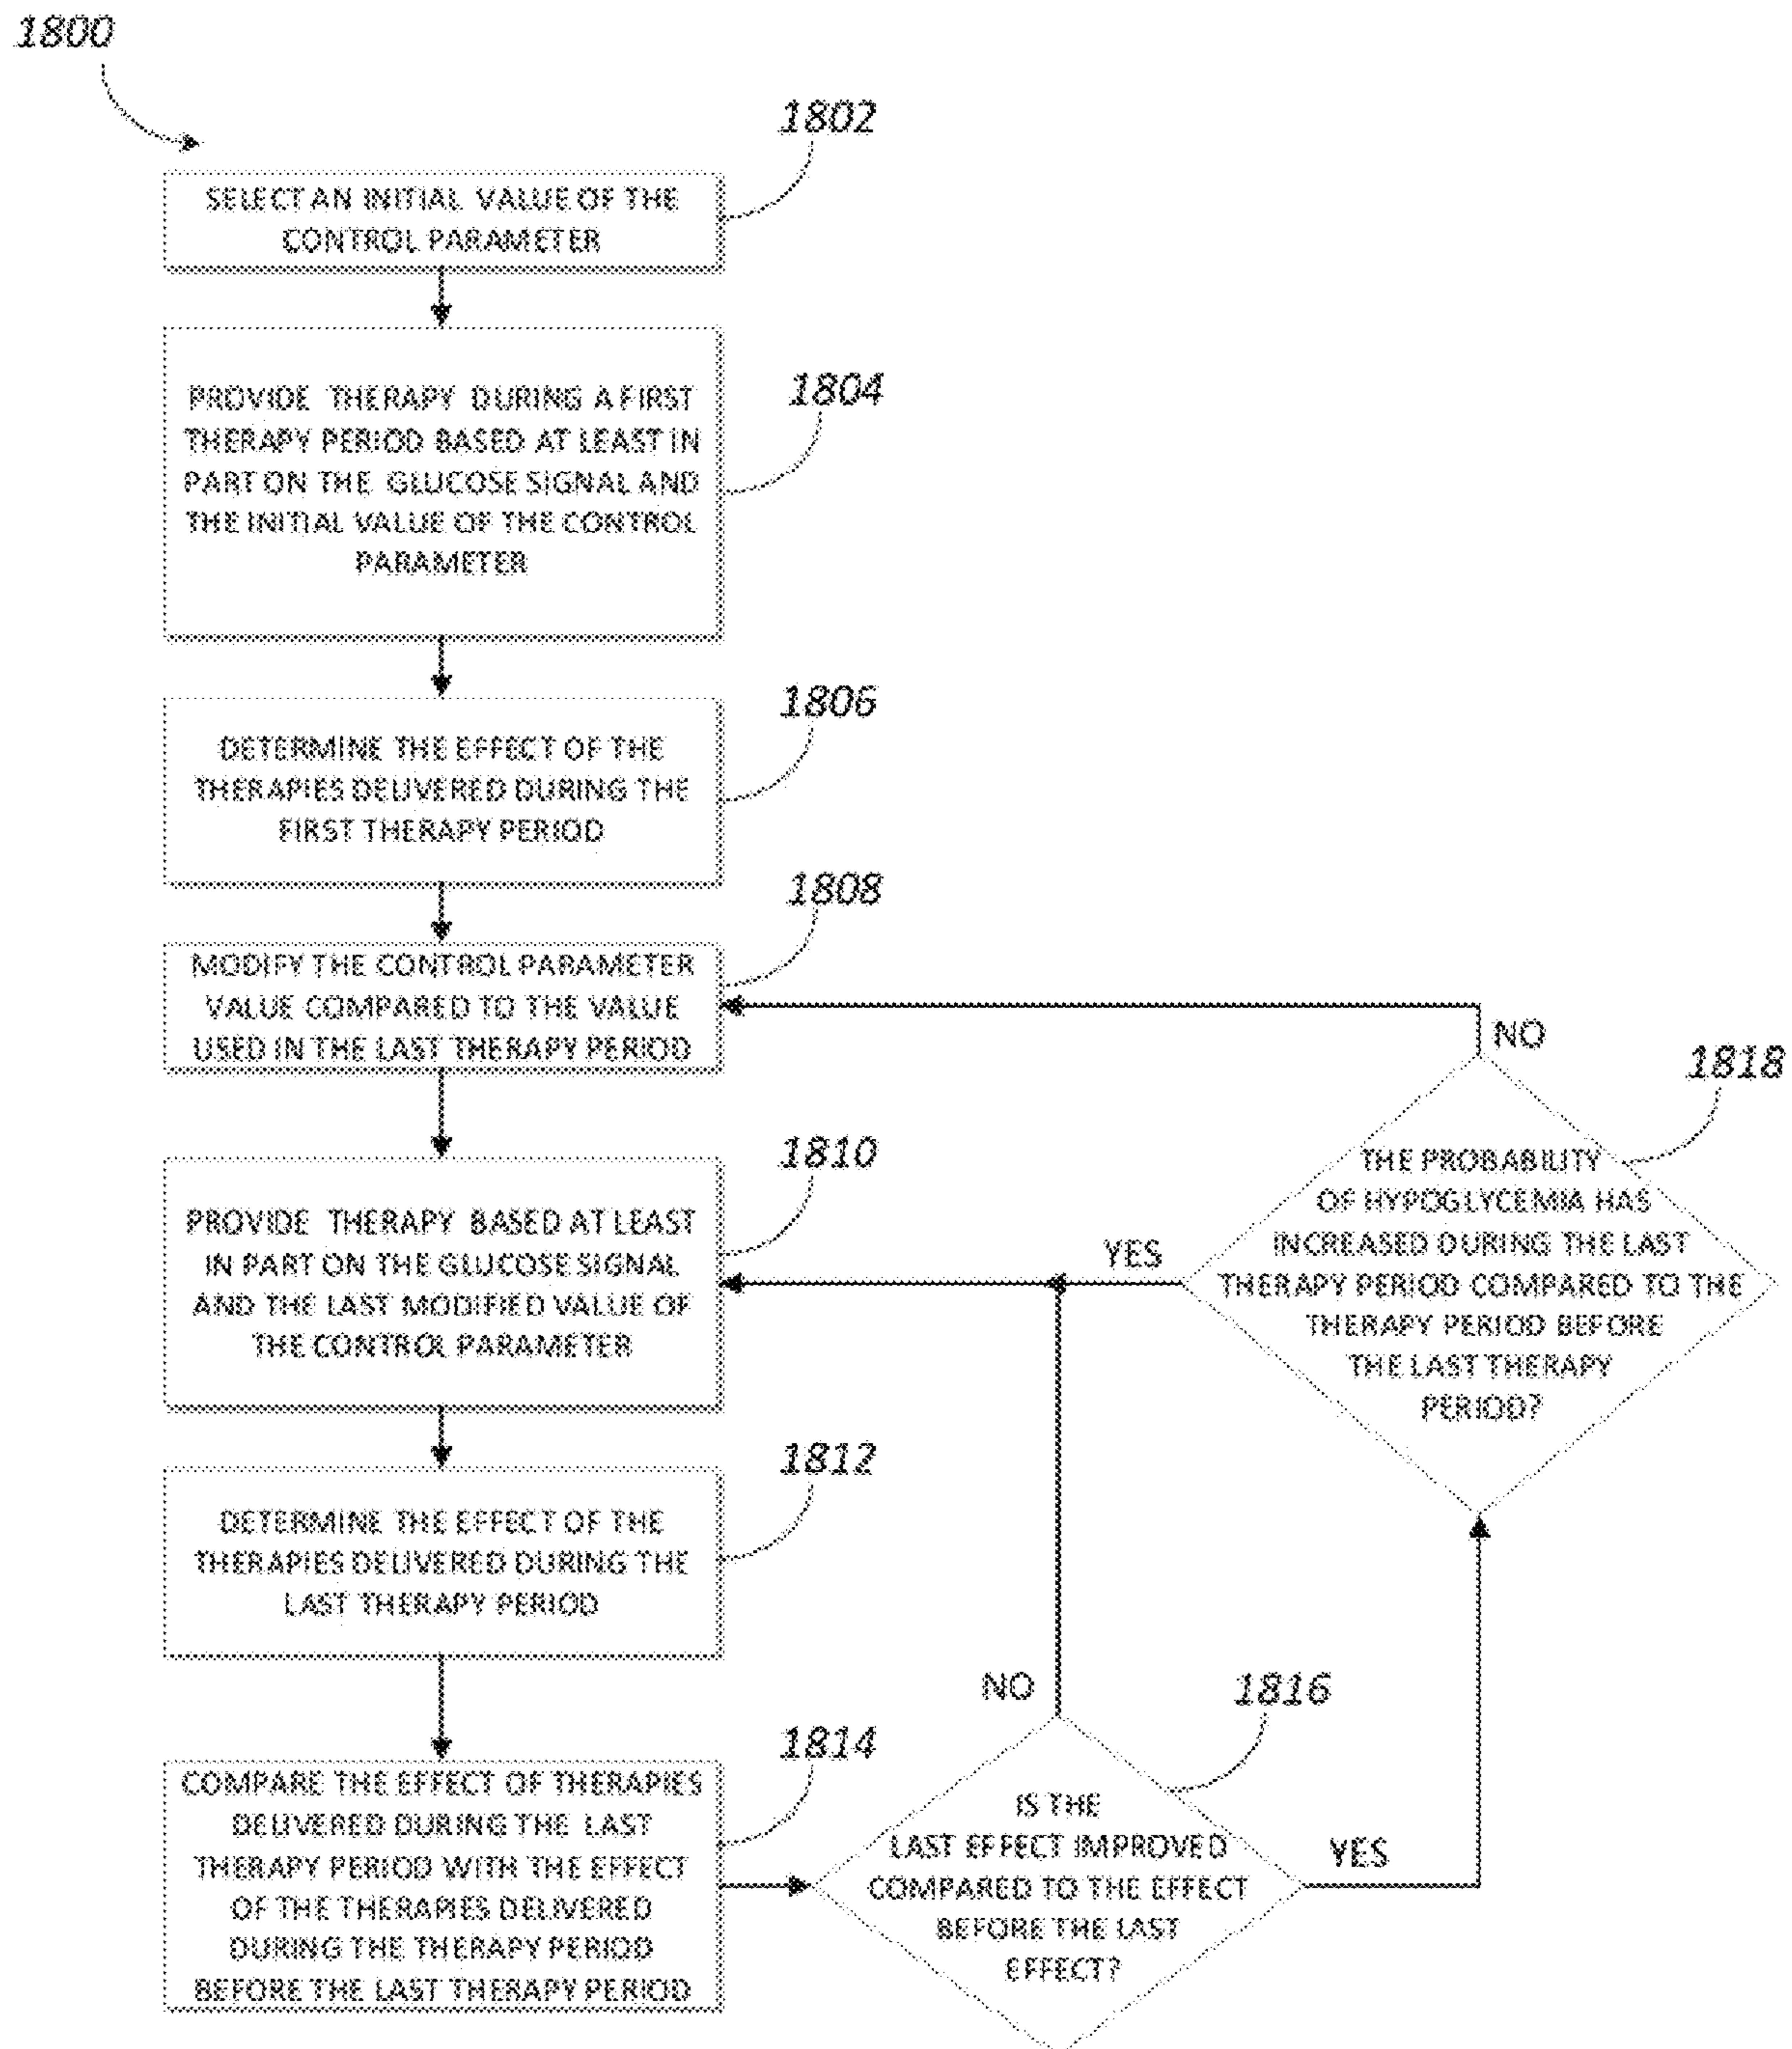 1800
1802
SELECT AN INITIAL VALUE OF THE
CONTROL PARAMETER
1804
PROVIDE THERAPY DURING A FIRST
THERAPY PERIOD BASED AT LEAST IN
PART ON THE GLUCOSE SIGNAL AND
THE INITIAL VALUE OF THE CONTROL
PARAMETER
1806
DETERMINE THE EFFECT OF THE
THERAPIES DELIVERED DURING THE
FIRST THERAPY PERIOD
1808
MODIFY THE CONTROL PARAMETER
VALUE COMPARED TO THE VALUE
USED IN THE LAST THERAPY PERIOD
NO
1818
THE PROBABILITY
OF HYPOGLYCEMIA HAS
INCREASED DURING THE LAST
THERAPY PERIOD COMPARED TO THE
THERAPY PERIOD BEFORE
THE LAST THERAPY
PERIOD?
YES
1810
PROVIDE THERAPY BASED AT LEAST
IN PART ON THE GLUCOSE SIGNAL
AND THE LAST MODIFIED VALUE OF
THE CONTROL PARAMETER
1812
DETERMINE THE EFFECT OF THE
THERAPIES DELIVERED DURING THE
LAST THERAPY PERIOD
1814
COMPARE THE EFFECT OF THERAPIES
DELIVERED DURING THE LAST
THERAPY PERIOD WITH THE EFFECT
OF THE THERAPIES DELIVERED
DURING THE THERAPY PERIOD
BEFORE THE LAST THERAPY PERIOD
NO
1816
IS THE
LAST EFFECT IMPROVED
COMPARED TO THE EFFECT
BEFORE THE LAST
EFFECT?
YES